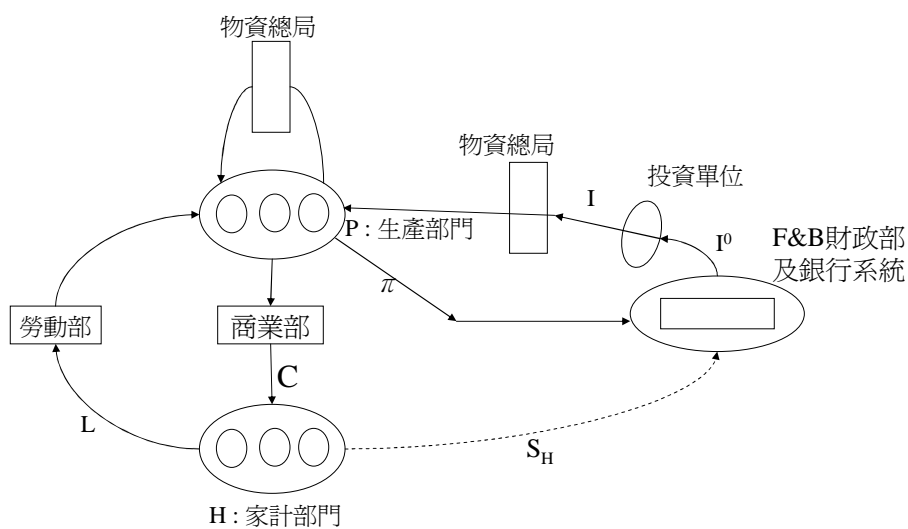 物資總局
物資總局
投資單位
I
I⁰
F&B財政部
及銀行系統
P : 生產部門
π
勞動部
商業部
C
L
S_H
H : 家計部門